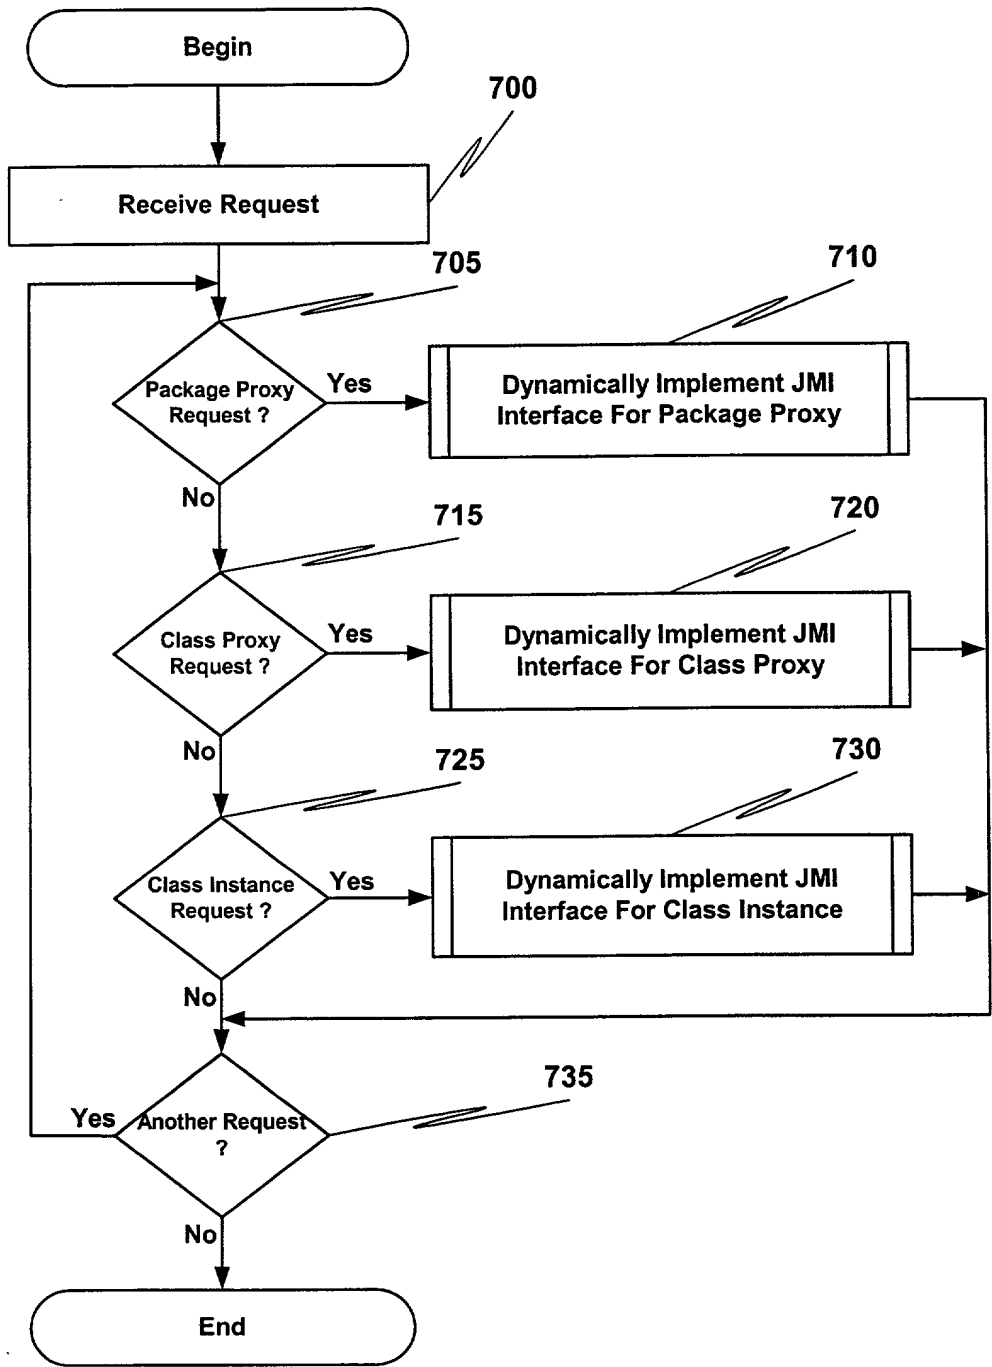 Begin
700
Receive Request
705
710
Package Proxy
Request ?
Yes
Dynamically Implement JMI
Interface For Package Proxy
No
715
720
Class Proxy
Request ?
Yes
Dynamically Implement JMI
Interface For Class Proxy
No
725
730
Class Instance
Request ?
Yes
Dynamically Implement JMI
Interface For Class Instance
No
735
Yes
Another Request
?
No
End